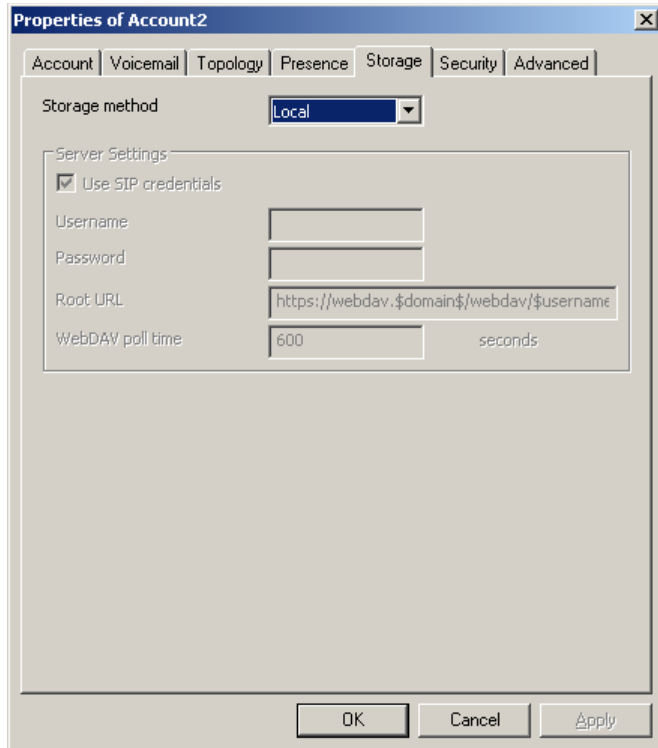 Properties of Account2
Account Voicemail Topology Presence Storage Security Advanced
Storage method Local
Server Settings
Use SIP credentials
Username
Password
Root URL https://webdav.$domain$/webdav/$username
WebDAV poll time 600 seconds
OK Cancel Apply